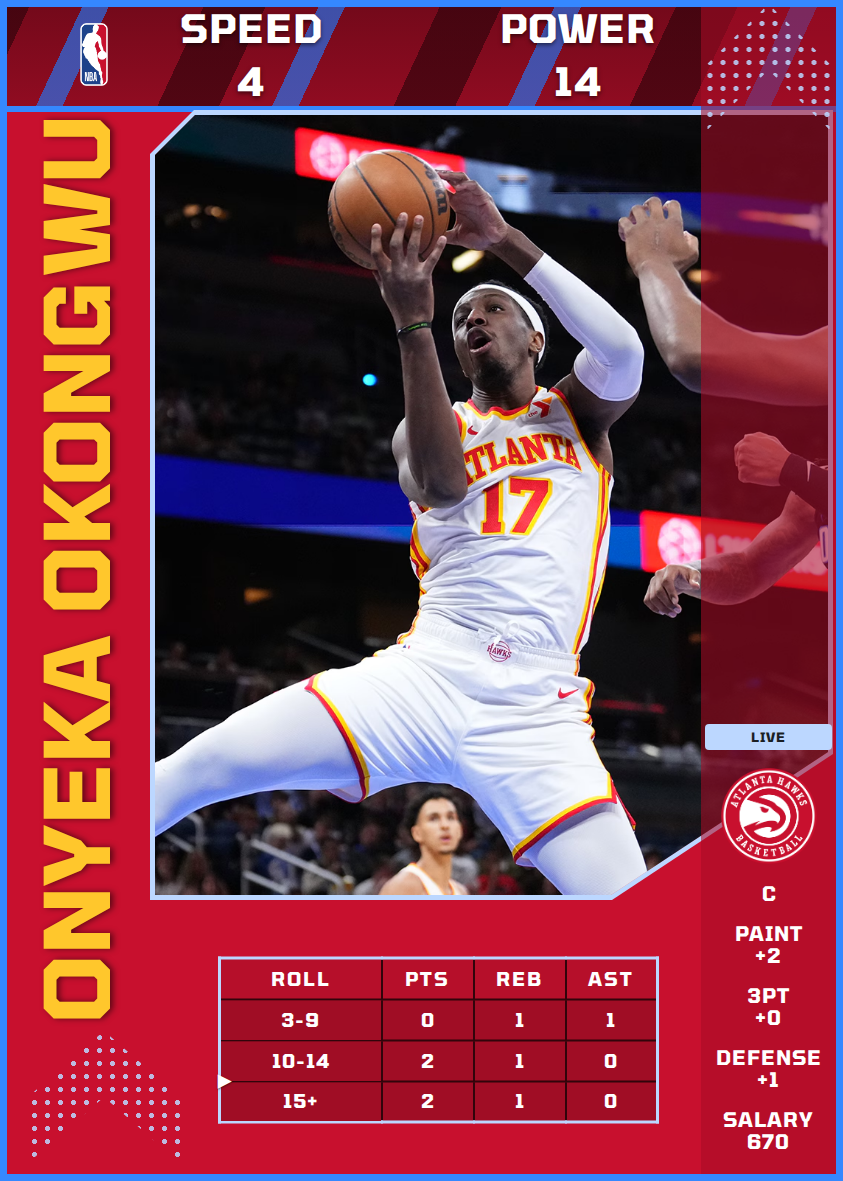 SPEED POWER
4 14
NBA
ONYEKA OKONGWU
ATLANTA
17
HAWKS
LIVE
ATLANTA HAWKS
BASKETBALL
C
PAINT
+2
3PT
+0
DEFENSE
+1
SALARY
670
ROLL PTS REB AST
3-9 0 1 1
10-14 2 1 0
15+ 2 1 0